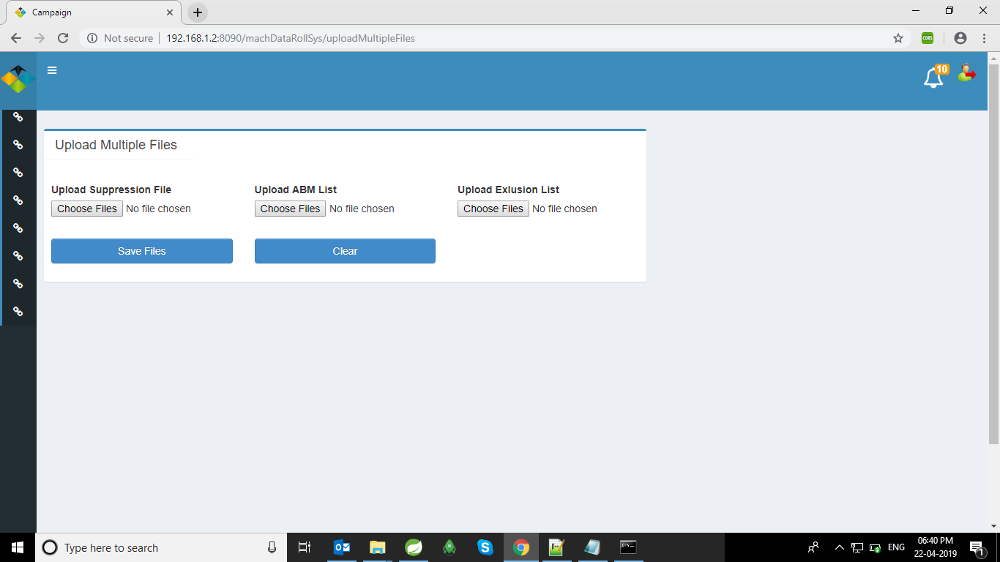 Campaign
Not secure 192.168.1.2:8090/machDataRollSys/uploadMultipleFiles
CORS
10
Upload Multiple Files
Upload Suppression File Upload ABM List Upload Exlusion List
Choose Files No file chosen Choose Files No file chosen Choose Files No file chosen
Save Files Clear
Type here to search
ENG
06:40 PM
22-04-2019
1